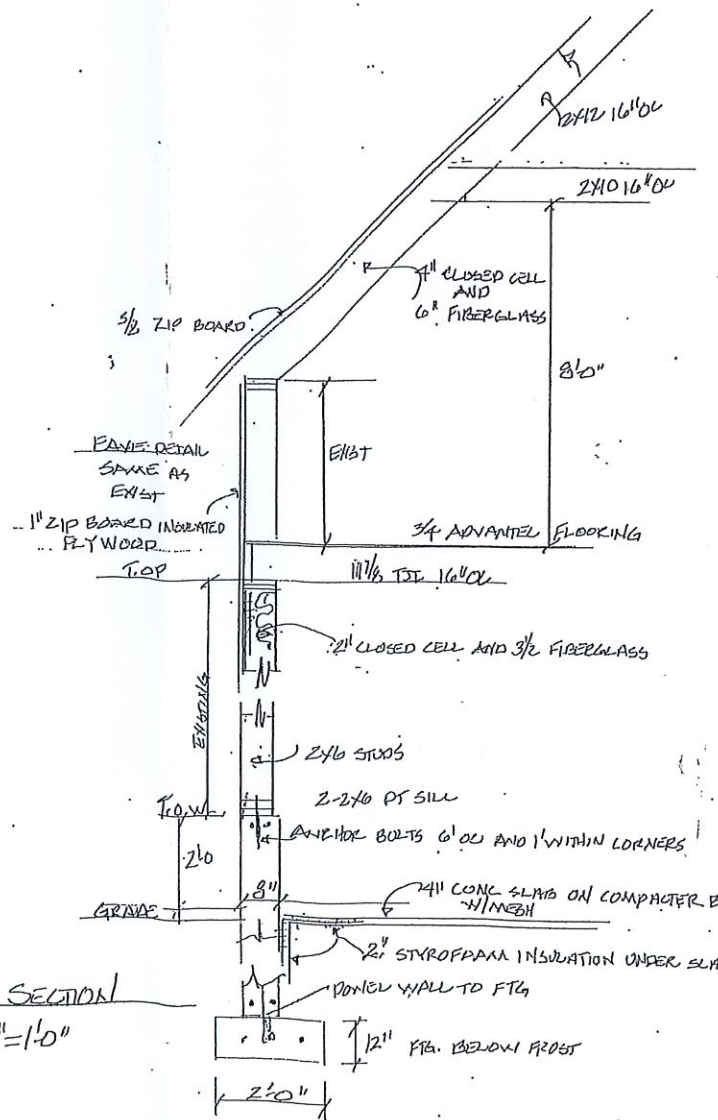 2X12 16" OC
2X10 16" OC
4" CLOSED CELL
AND
6" FIBERGLASS
5/8 ZIP BOARD
8'0"
EAVE DETAIL
SAME AS
EXIST
EXIST
1" ZIP BOARD INSULATED
PLYWOOD
3/4 ADVANTEL FLOORING
T.O.P
11 7/8 TJI 16" OC
2" CLOSED CELL AND 3 1/2 FIBERGLASS
EXISTING
2X6 STUDS
2-2X6 PT SILL
T.O.W
ANCHOR BOLTS 6' OC AND 1' WITHIN CORNERS
2'0
8"
4" CONC SLAB ON COMPACTER
W/MESH
GRADE
2" STYROFOAM INSULATION UNDER
DOWEL WALL TO FTG
SECTION
"=1'0"
12" FTG. BELOW FROST
2'-0"